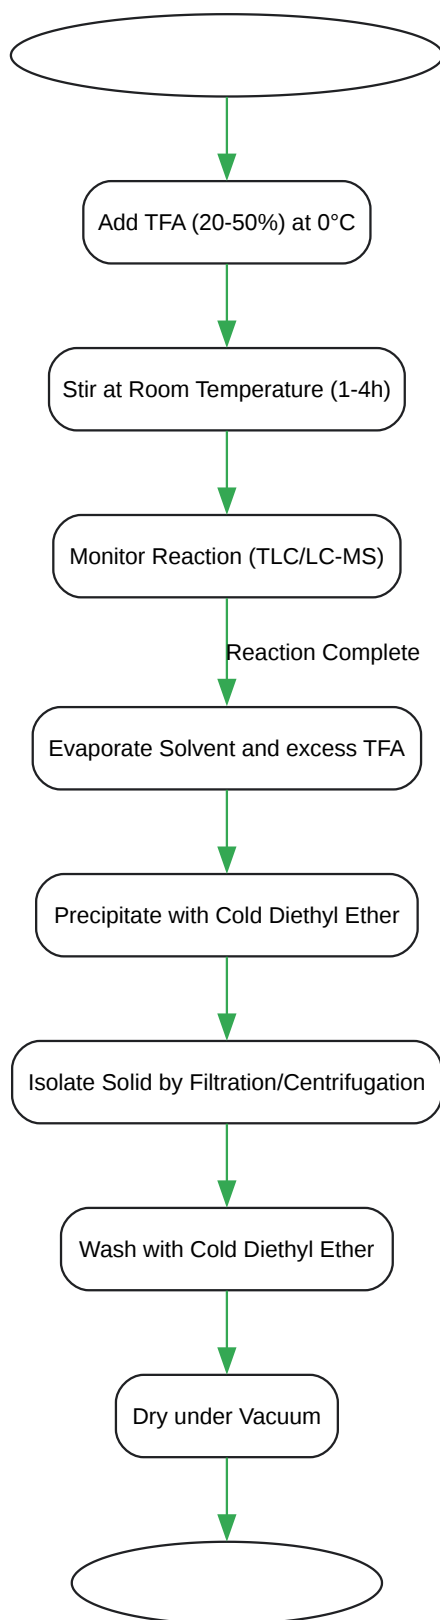 Add TFA (20-50%) at 0°C
Stir at Room Temperature (1-4h)
Monitor Reaction (TLC/LC-MS)
Reaction Complete
Evaporate Solvent and excess TFA
Precipitate with Cold Diethyl Ether
Isolate Solid by Filtration/Centrifugation
Wash with Cold Diethyl Ether
Dry under Vacuum